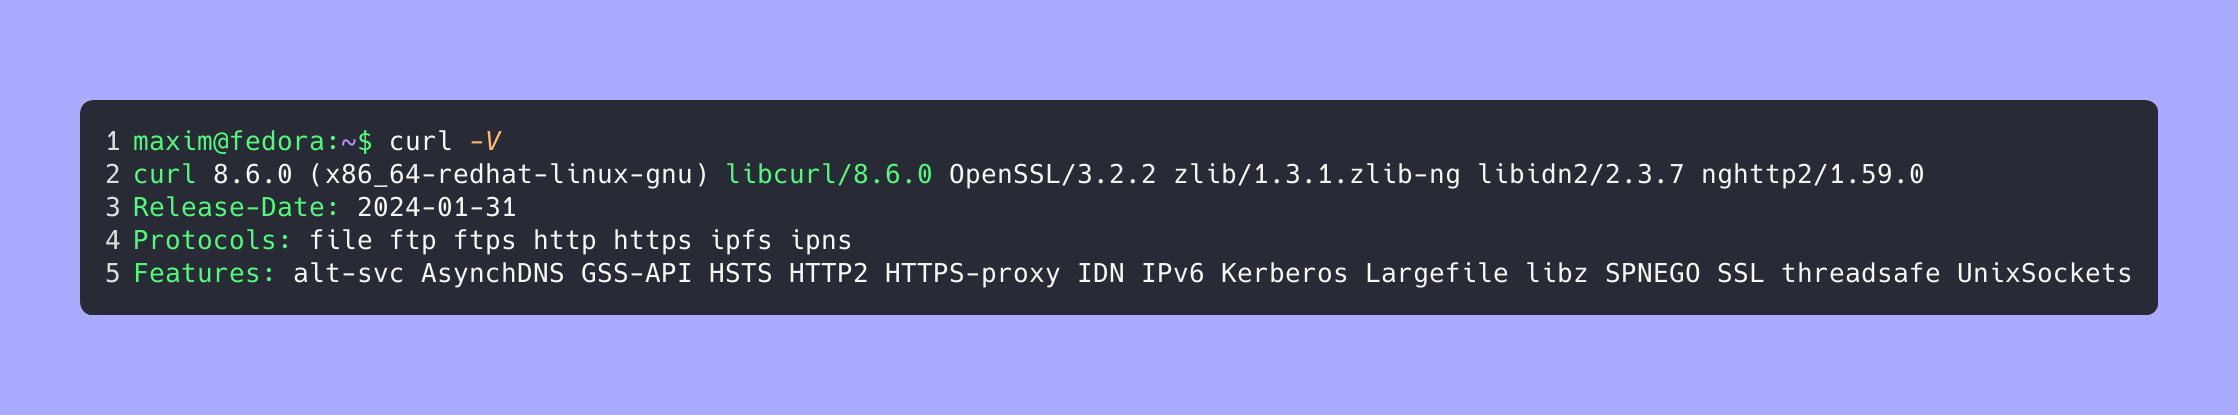 1 maxim@fedora:~$ curl -V
2 curl 8.6.0 (x86_64-redhat-linux-gnu) libcurl/8.6.0 OpenSSL/3.2.2 zlib/1.3.1.zlib-ng libidn2/2.3.7 nghttp2/1.59.0
3 Release-Date: 2024-01-31
4 Protocols: file ftp ftps http https ipfs ipns
5 Features: alt-svc AsynchDNS GSS-API HSTS HTTP2 HTTPS-proxy IDN IPv6 Kerberos Largefile libz SPNEGO SSL threadsafe UnixSockets